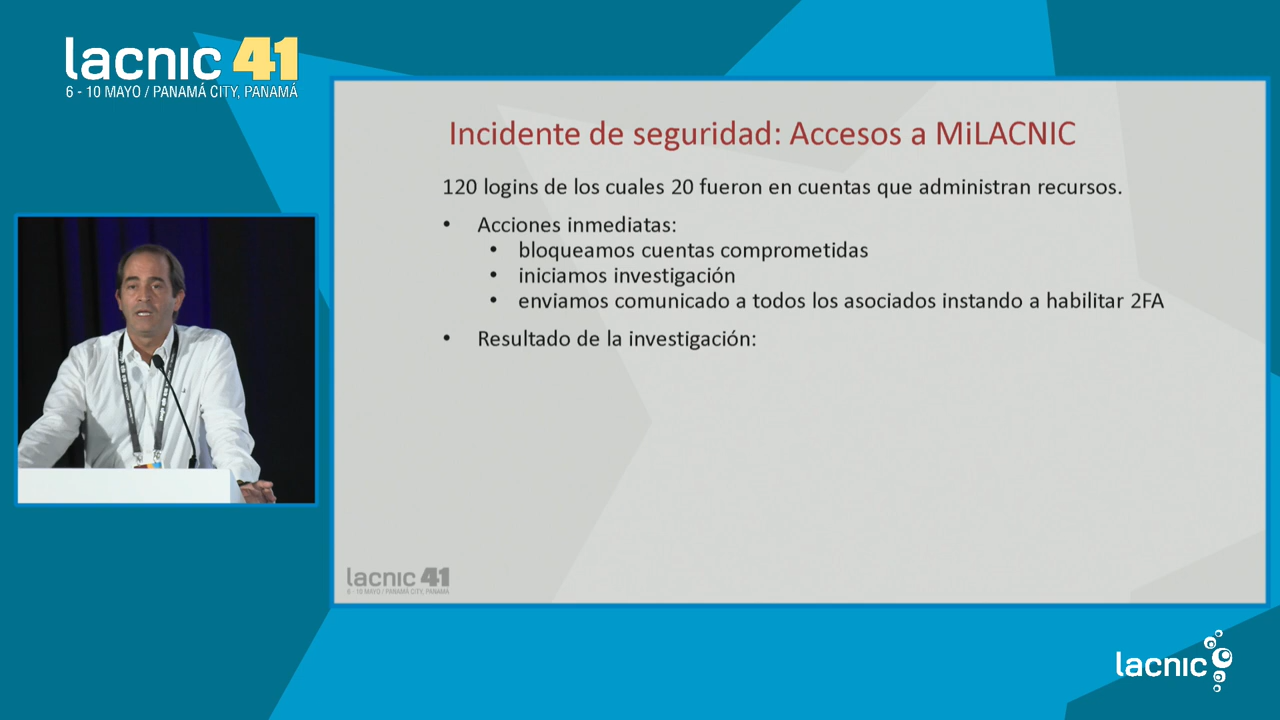 lacnic 41
6 - 10 MAYO / PANAMÁ CITY, PANAMÁ
Incidente de seguridad: Accesos a MiLACNIC
120 logins de los cuales 20 fueron en cuentas que administran recursos.
• Acciones inmediatas:
• bloqueamos cuentas comprometidas
• iniciamos investigación
• enviamos comunicado a todos los asociados instando a habilitar 2FA
• Resultado de la investigación:
lacnic 41
6 - 10 MAYO / PANAMÁ CITY, PANAMÁ
lacnic